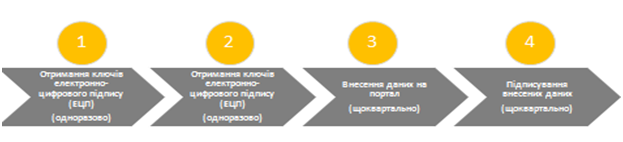 1
Отримання ключів
електронно-
цифрового підпису
(ЕЦП)
(одноразово)
2
Отримання ключів
електронно-
цифрового підпису
(ЕЦП)
(одноразово)
3
Внесення даних на
портал
(щоквартально)
4
Підписування
внесених даних
(щоквартально)